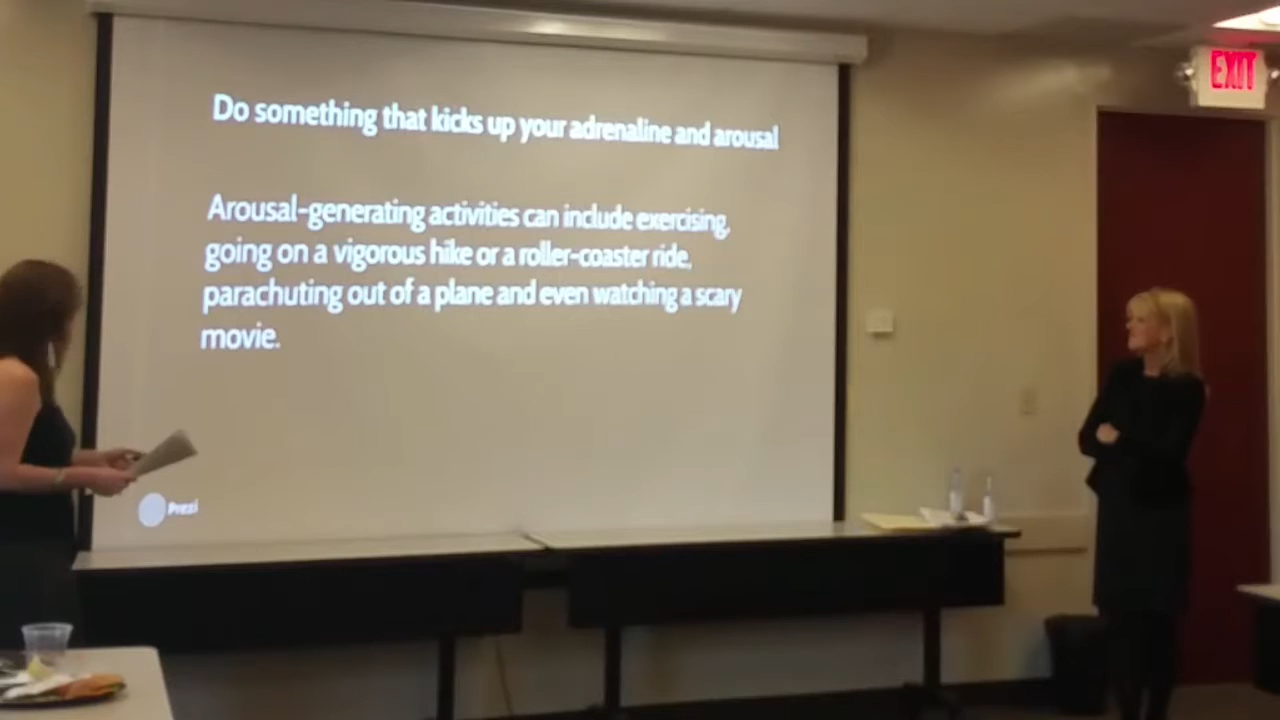 EXIT
Do something that kicks up your adrenaline and arousal
Arousal-generating activities can include exercising,
going on a vigorous hike or a roller-coaster ride,
parachuting out of a plane and even watching a scary
movie.
Prezi